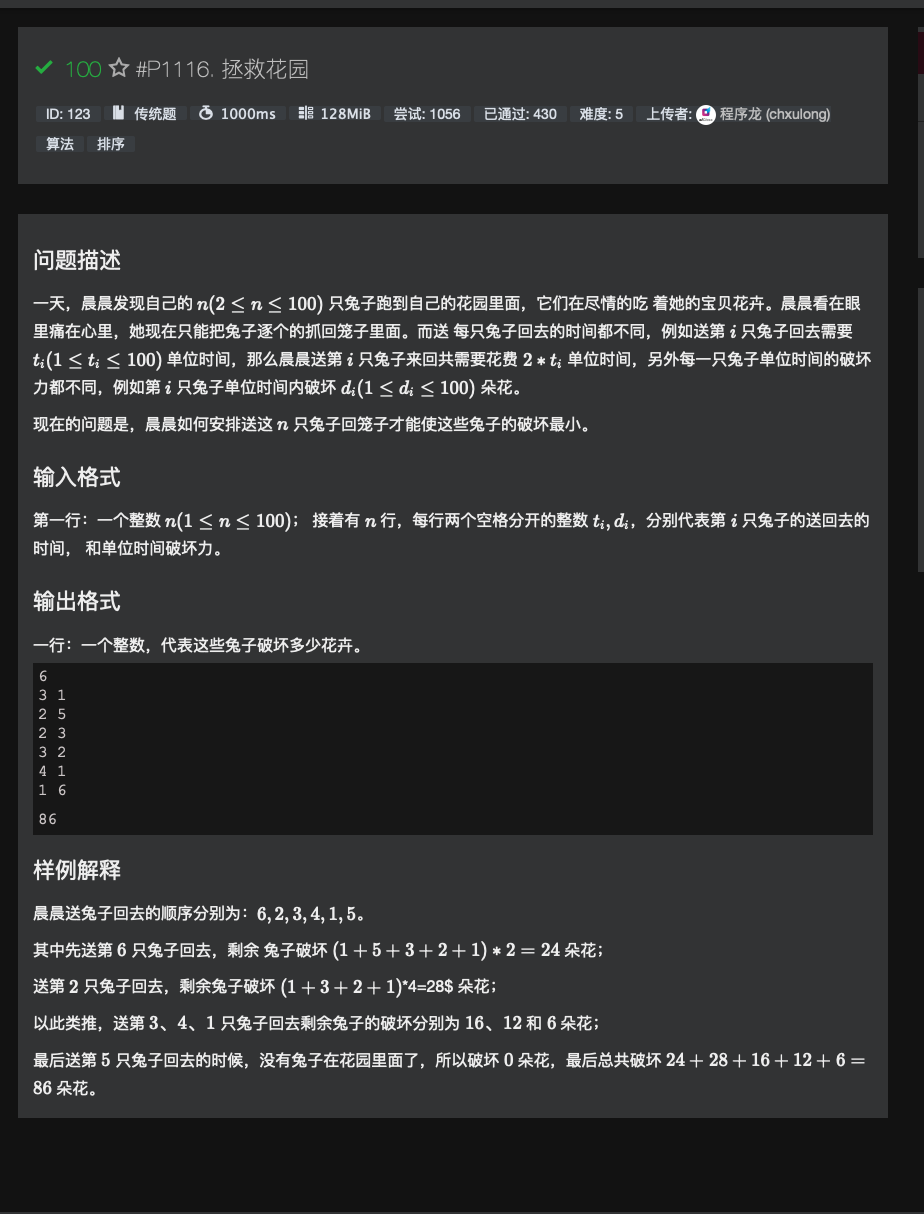 100 #P1116. 拯救花园
ID: 123 传统题 1000ms 128MiB 尝试: 1056 已通过: 430 难度: 5 上传者: 程序龙 (chxulong)
算法 排序
问题描述
一天，晨晨发现自己的 n(2 ≤ n ≤ 100) 只兔子跑到自己的花园里面，它们在尽情的吃 着她的宝贝花卉。晨晨看在眼
里痛在心里，她现在只能把兔子逐个的抓回笼子里面。而送 每只兔子回去的时间都不同，例如送第 i 只兔子回去需要
t_i(1 ≤ t_i ≤ 100) 单位时间，那么晨晨送第 i 只兔子来回共需要花费 2 ∗ t_i 单位时间，另外每一只兔子单位时间的破坏
力都不同，例如第 i 只兔子单位时间内破坏 d_i(1 ≤ d_i ≤ 100) 朵花。
现在的问题是，晨晨如何安排送这 n 只兔子回笼子才能使这些兔子的破坏最小。
输入格式
第一行：一个整数 n(1 ≤ n ≤ 100)； 接着有 n 行，每行两个空格分开的整数 t_i, d_i，分别代表第 i 只兔子的送回去的
时间， 和单位时间破坏力。
输出格式
一行：一个整数，代表这些兔子破坏多少花卉。
6
3 1
2 5
2 3
3 2
4 1
1 6
86
样例解释
晨晨送兔子回去的顺序分别为：6, 2, 3, 4, 1, 5。
其中先送第 6 只兔子回去，剩余 兔子破坏 (1 + 5 + 3 + 2 + 1) ∗ 2 = 24 朵花；
送第 2 只兔子回去，剩余兔子破坏 (1 + 3 + 2 + 1)*4=28$ 朵花；
以此类推，送第 3、4、1 只兔子回去剩余兔子的破坏分别为 16、12 和 6 朵花；
最后送第 5 只兔子回去的时候，没有兔子在花园里面了，所以破坏 0 朵花，最后总共破坏 24 + 28 + 16 + 12 + 6 =
86 朵花。